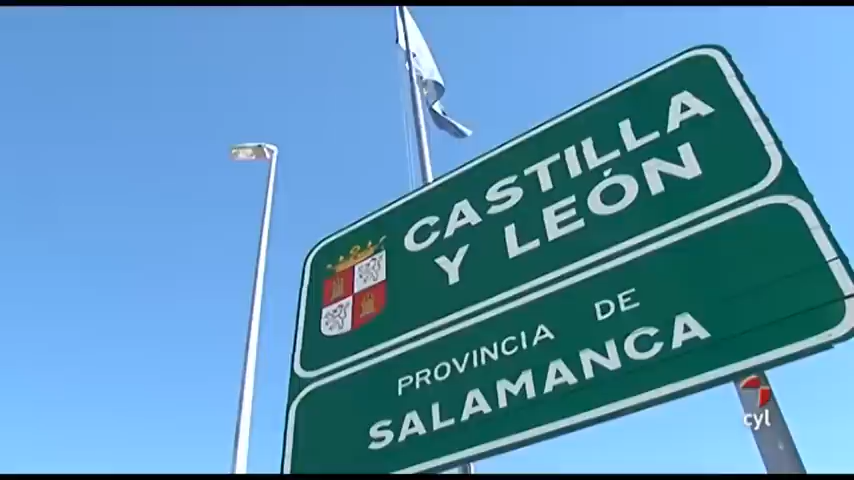 CASTILLA
Y LEÓN
PROVINCIA DE
SALAMANCA
cyl